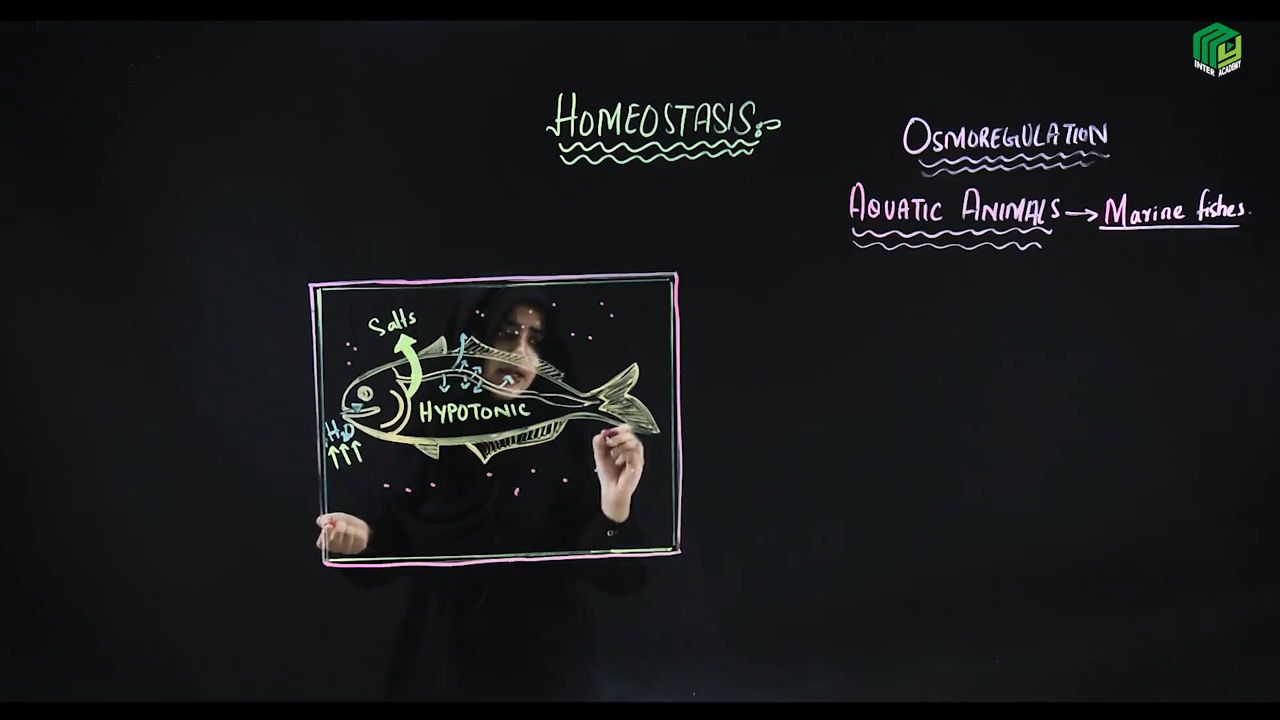 INTER ACADEMY
HOMEOSTASIS:-
OSMOREGULATION
AQUATIC ANIMALS → Marine fishes.
Salts
HYPOTONIC
H2O